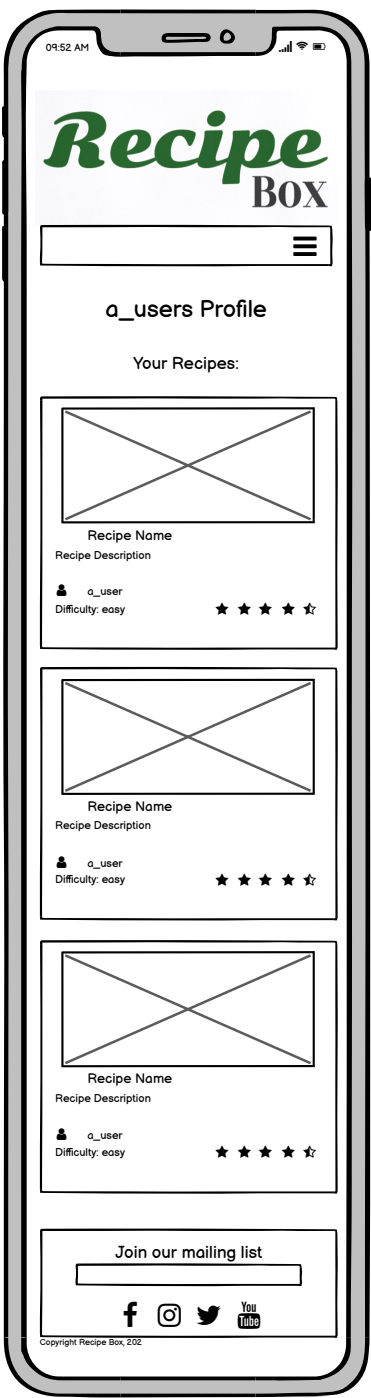 09:52 AM
Recipe
Box
a_users Profile
Your Recipes:
Recipe Name
Recipe Description
a_user
Difficulty: easy
Recipe Name
Recipe Description
a_user
Difficulty: easy
Recipe Name
Recipe Description
a_user
Difficulty: easy
Join our mailing list
You
Tube
Copyright Recipe Box, 202